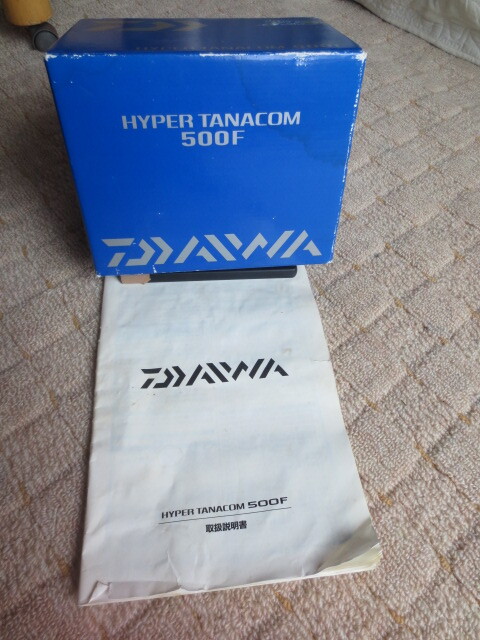 HYPER TANACOM
500F
DAIWA
DAIWA
HYPER TANACOM 500F
取扱説明書